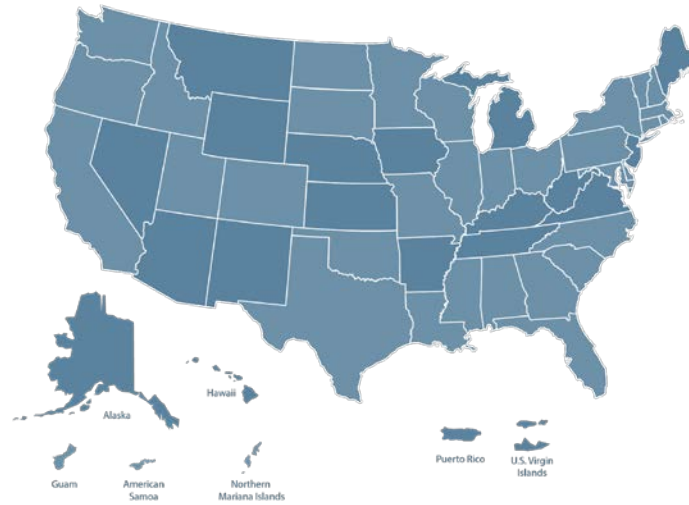 Hawaii
Alaska
Puerto Rico
U.S. Virgin
Islands
Guam
American
Samoa
Northern
Mariana Islands